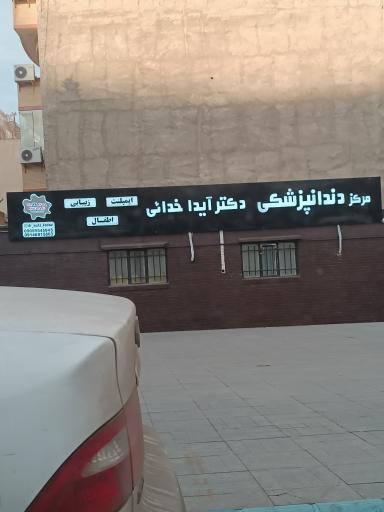 مرکز دندانپزشکی دکتر آیدا خدائی
ایمپلنت
زیبایی
اطفال